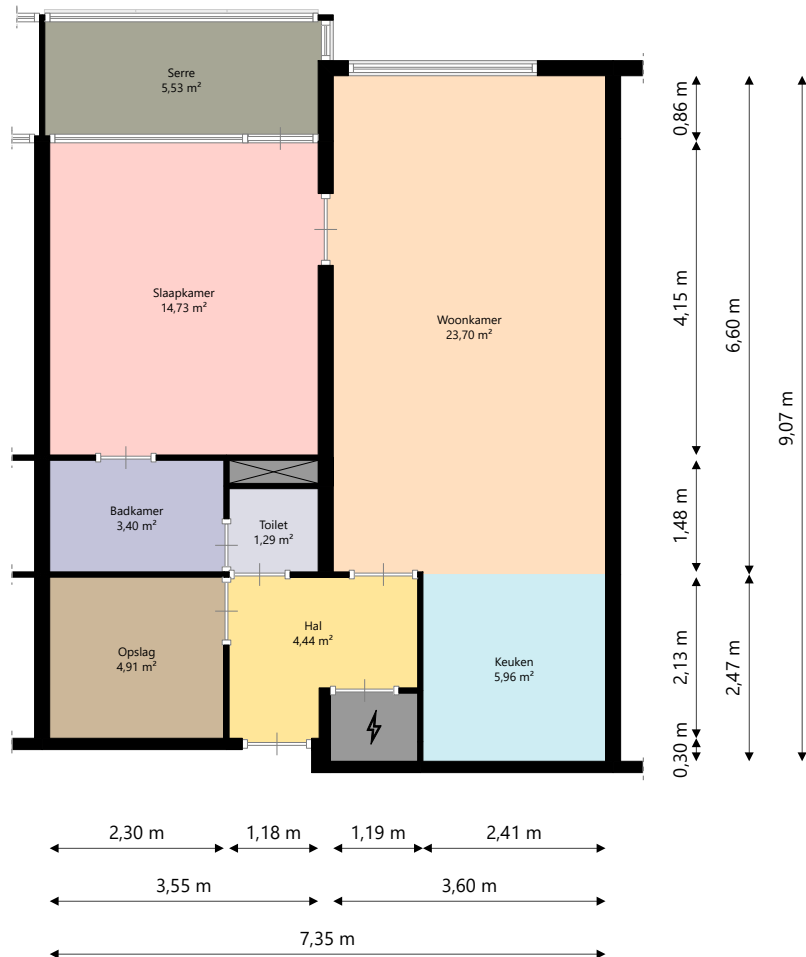 Serre
5,53 m²
Slaapkamer
14,73 m²
Woonkamer
23,70 m²
Badkamer
3,40 m²
Toilet
1,29 m²
Opslag
4,91 m²
Hal
4,44 m²
Keuken
5,96 m²
0,86 m
4,15 m
1,48 m
2,13 m
0,30 m
6,60 m
2,47 m
9,07 m
2,30 m
1,18 m
1,19 m
2,41 m
3,55 m
3,60 m
7,35 m